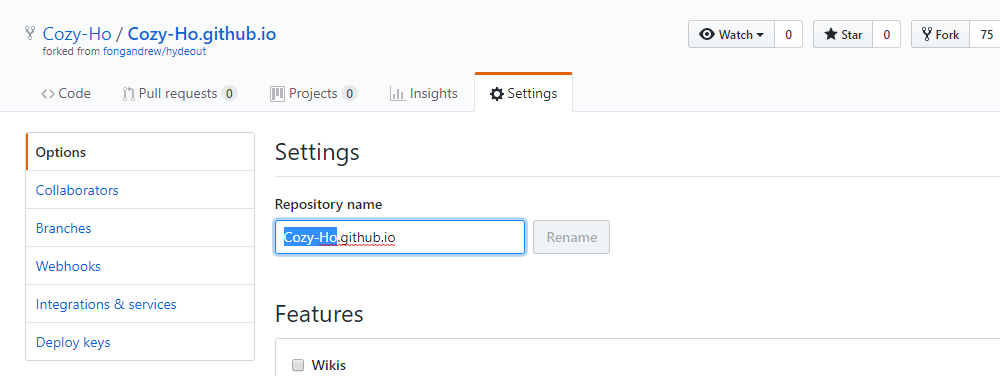 Cozy-Ho / Cozy-Ho.github.io
forked from fongandrew/hydeout
Watch 0 Star 0 Fork 75
Code Pull requests 0 Projects 0 Insights Settings
Options
Collaborators
Branches
Webhooks
Integrations & services
Deploy keys
Settings
Repository name
Cozy-Ho.github.io Rename
Features
Wikis